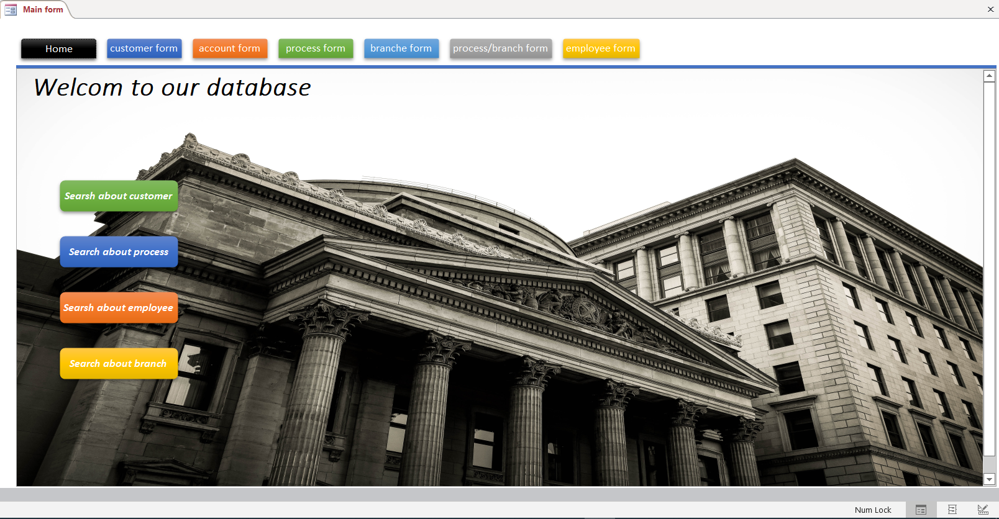 Main form
Home
customer form
account form
process form
branche form
process/branch form
employee form
Welcom to our database
Searsh about customer
Search about process
Searsh about employee
Search about branch
Num Lock